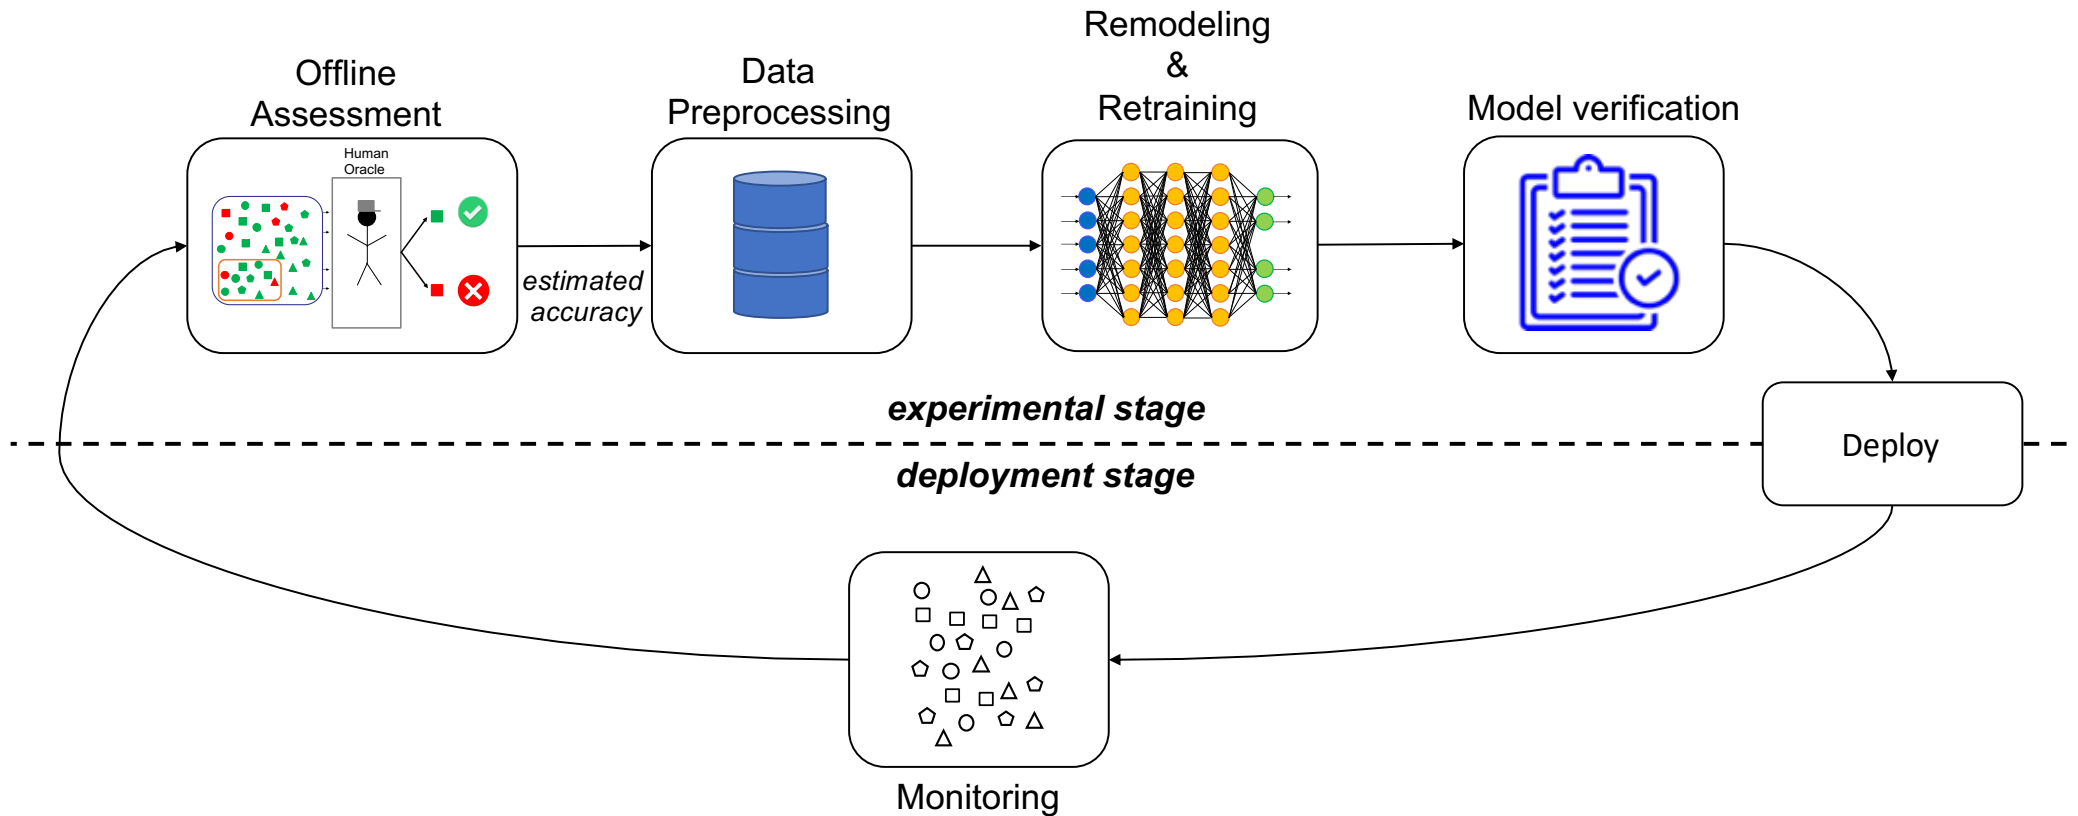 Offline
Assessment
Human
Oracle
estimated
accuracy
Data
Preprocessing
Remodeling
&
Retraining
Model verification
experimental stage
deployment stage
Deploy
Monitoring